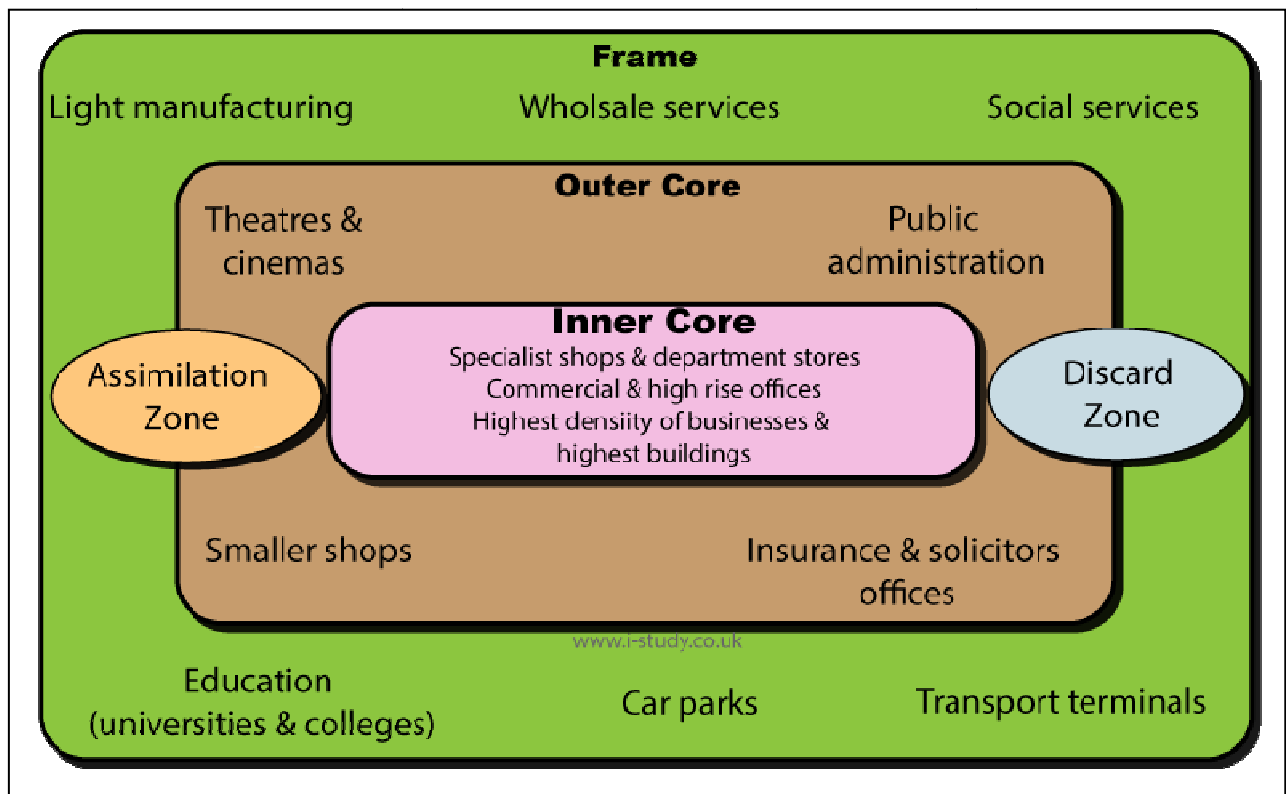 Frame
Light manufacturing
Wholsale services
Social services
Outer Core
Theatres &
cinemas
Public
administration
Inner Core
Specialist shops & department stores
Commercial & high rise offices
Highest densiity of businesses &
highest buildings
Assimilation
Zone
Discard
Zone
Smaller shops
Insurance & solicitors
offices
www.i-study.co.uk
Education
(universities & colleges)
Car parks
Transport terminals